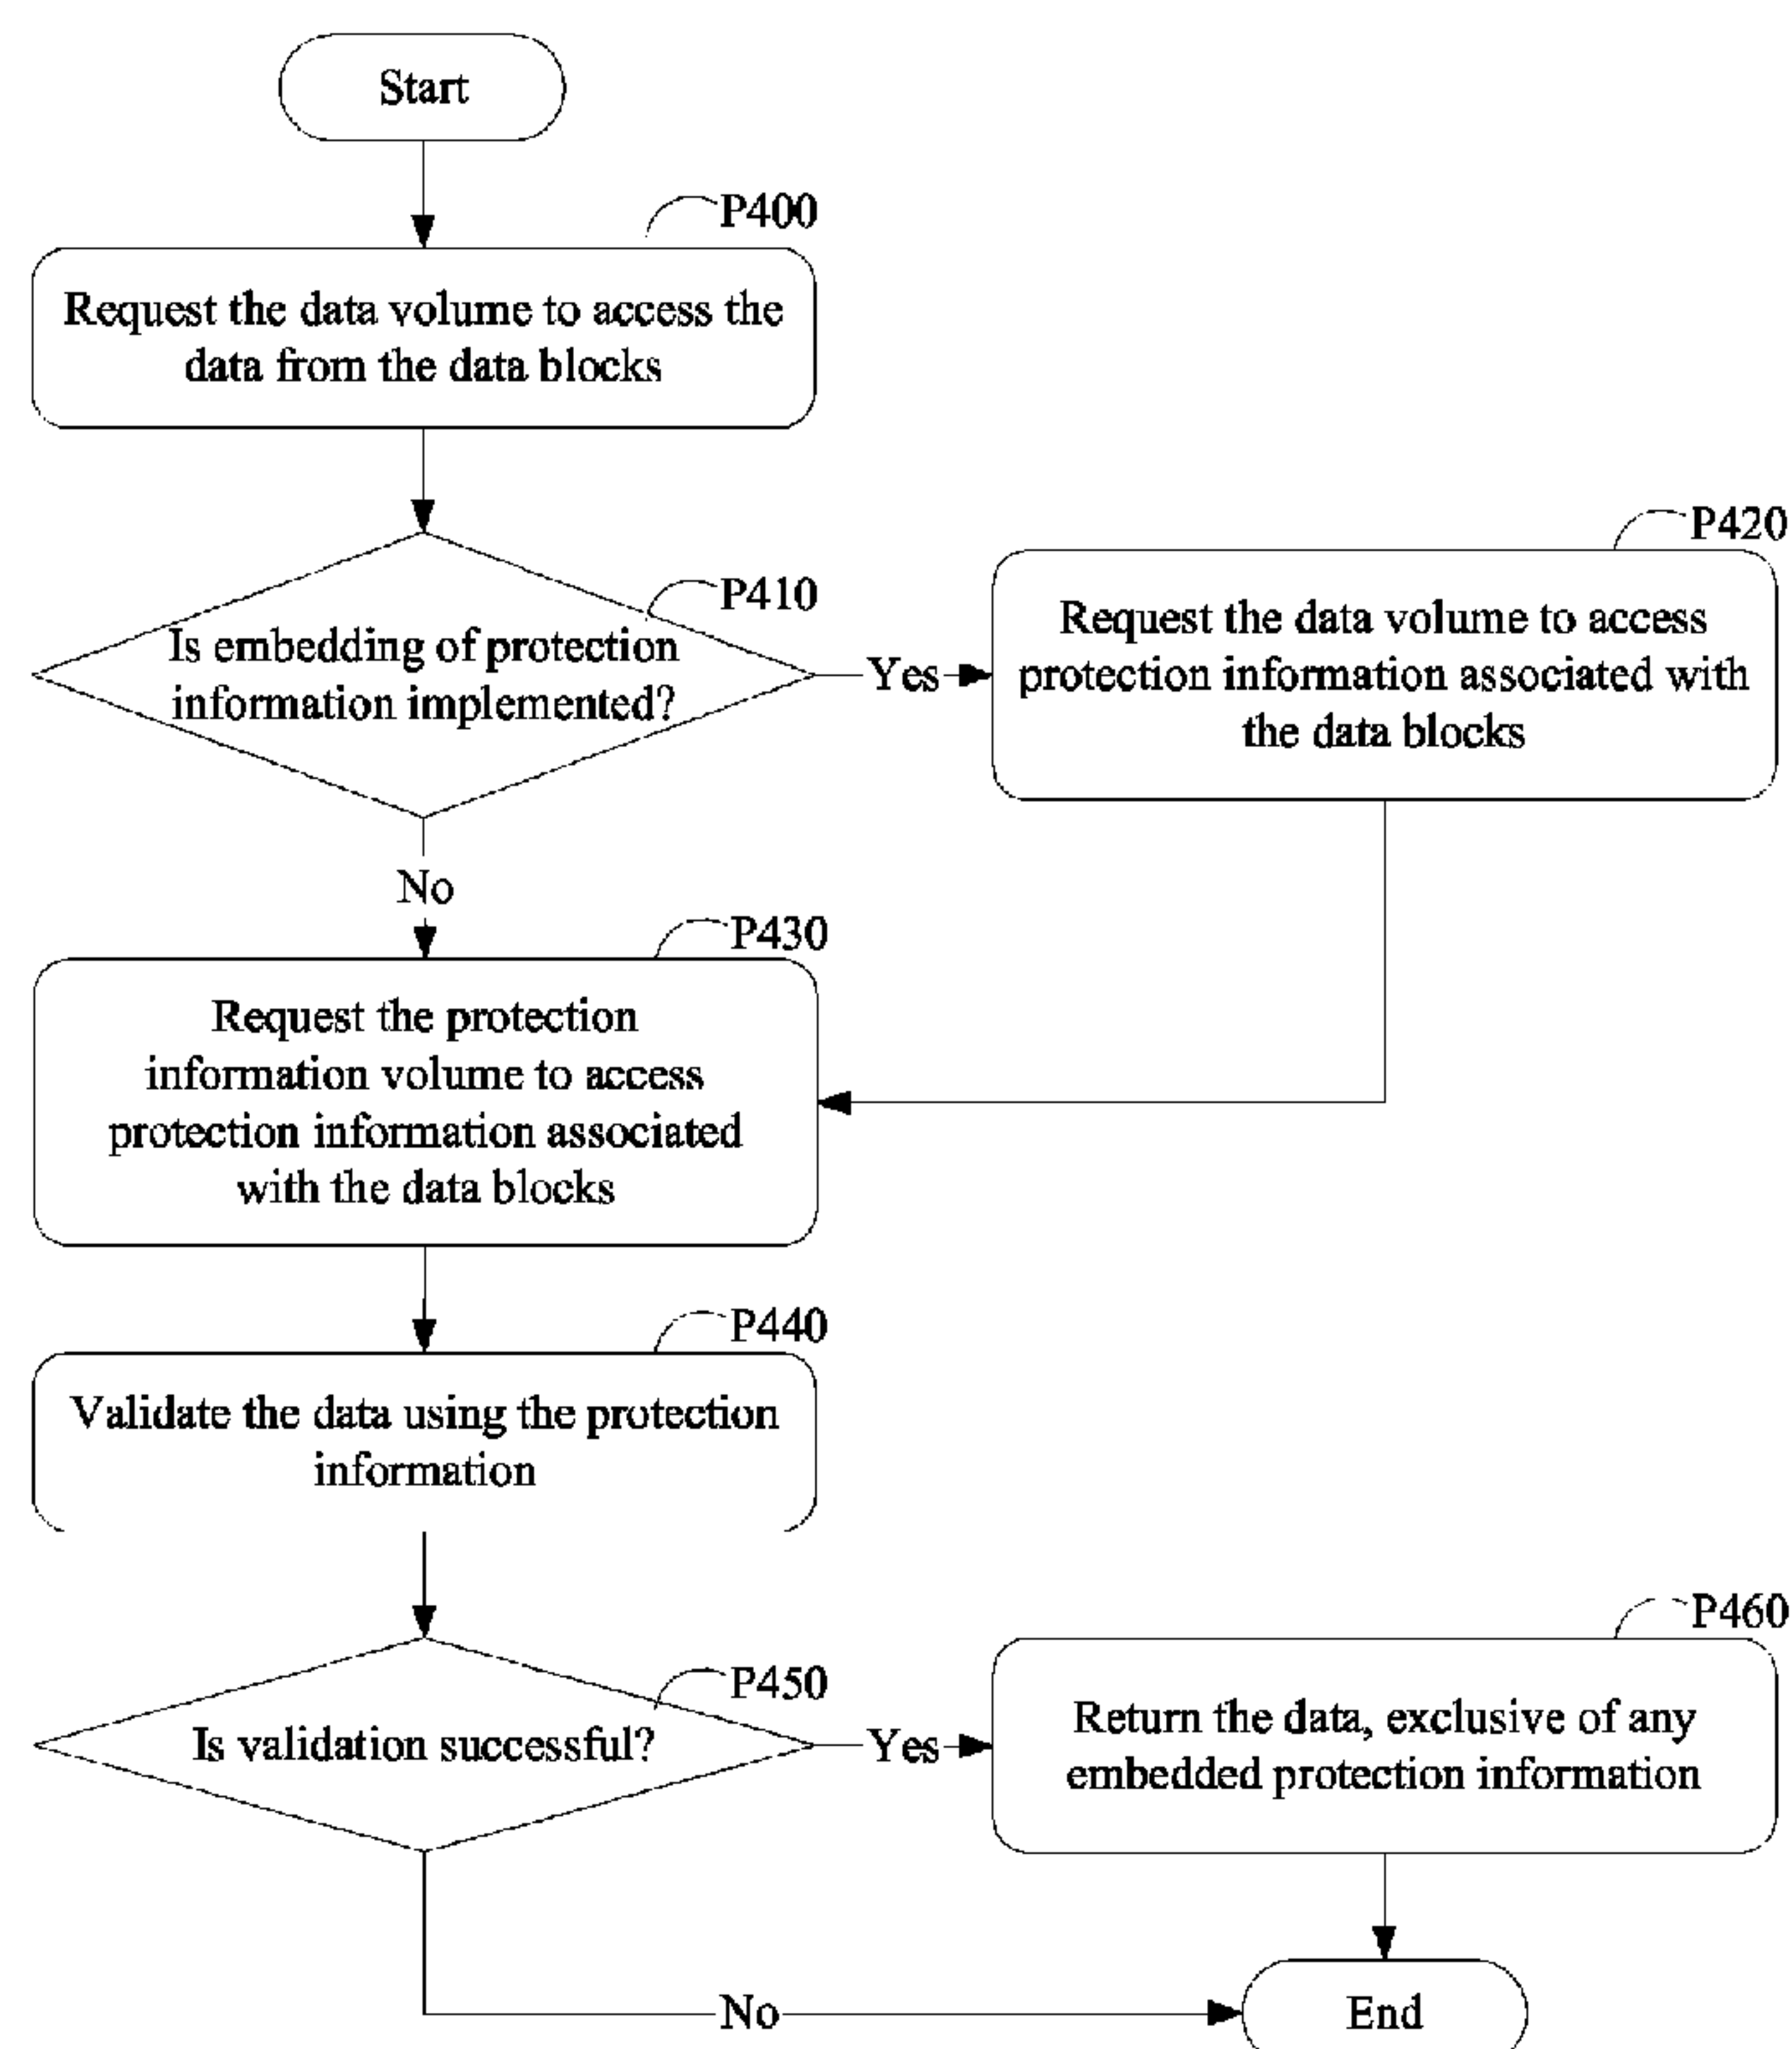 Start
P400
Request the data volume to access the
data from the data blocks
P410
Is embedding of protection
information implemented?
Yes
P420
Request the data volume to access
protection information associated with
the data blocks
No
P430
Request the protection
information volume to access
protection information associated
with the data blocks
P440
Validate the data using the protection
information
P450
Is validation successful?
Yes
P460
Return the data, exclusive of any
embedded protection information
No
End